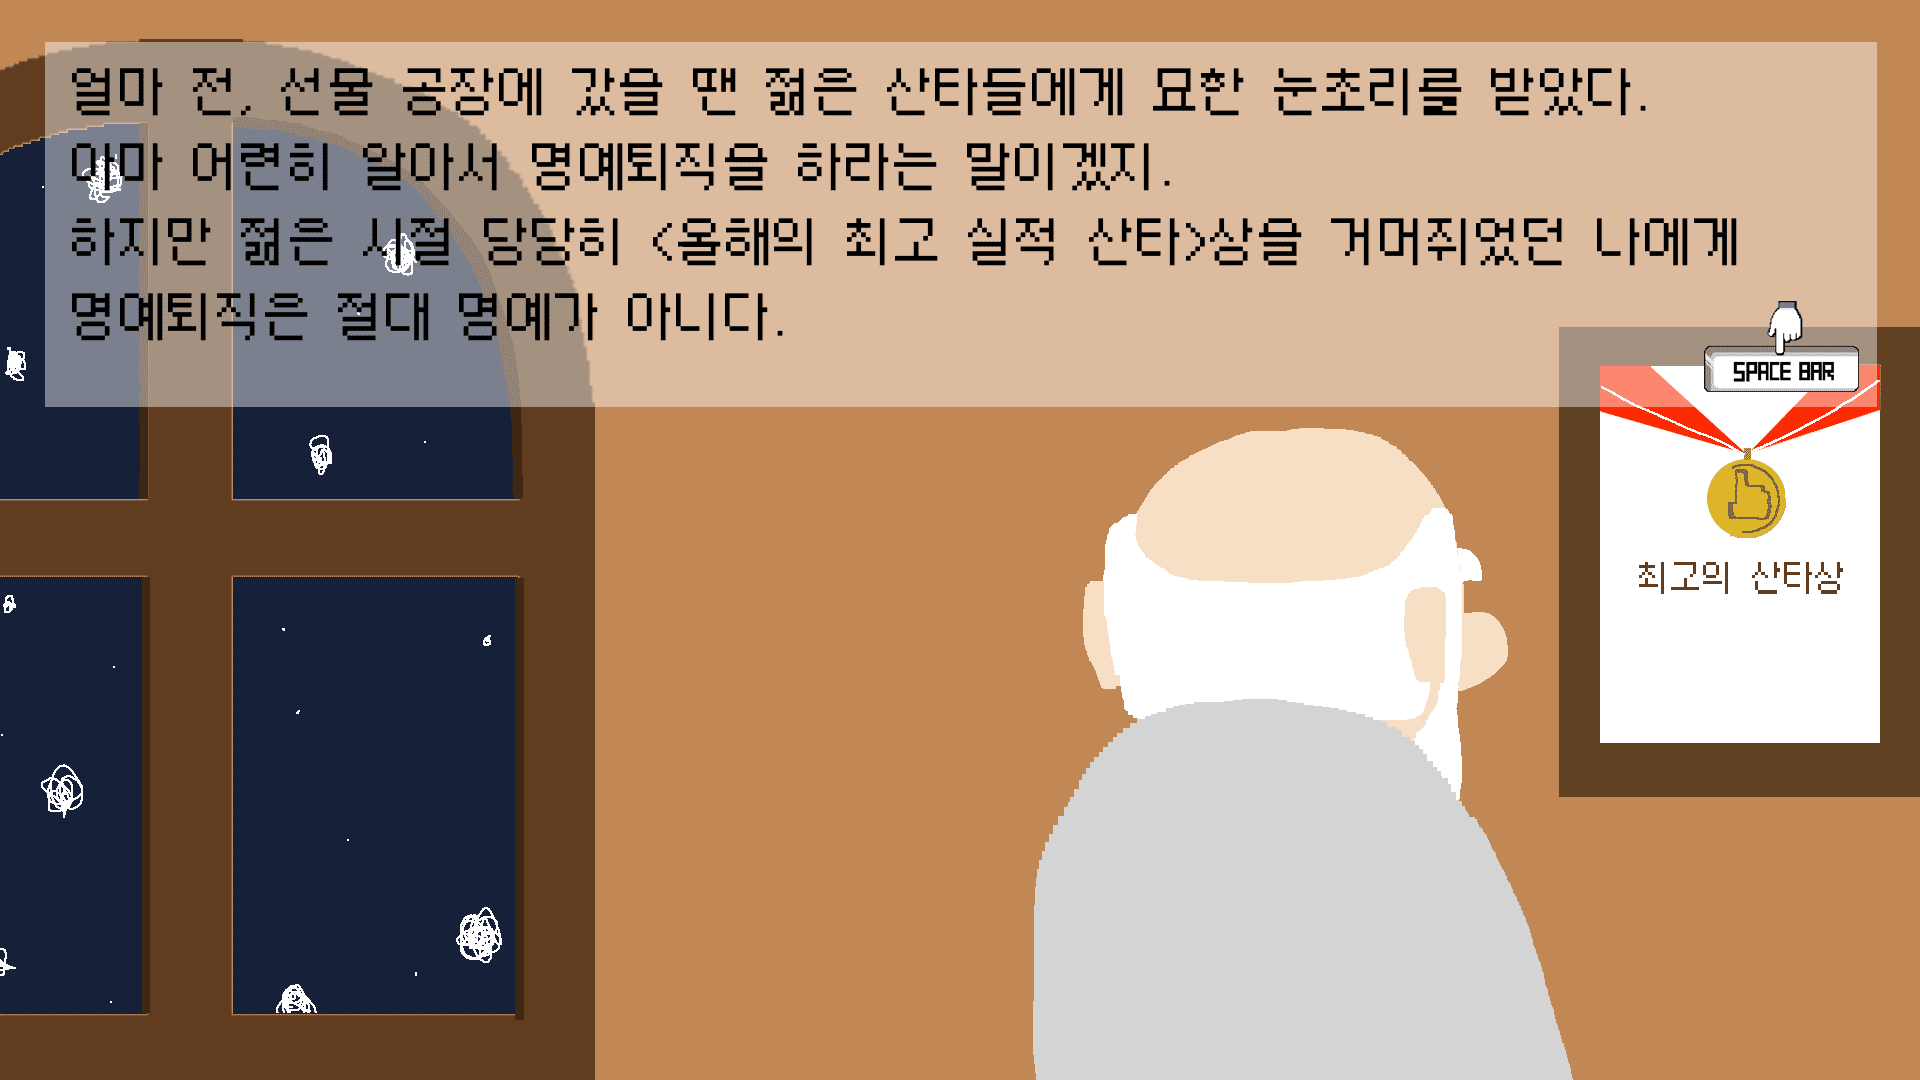 얼마 전, 선물 공장에 갔을 땐 젊은 산타들에게 묘한 눈초리를 받았다.
아마 어련히 알아서 명예퇴직을 하라는 말이겠지.
하지만 젊은 시절 당당히 <올해의 최고 실적 산타>상을 거머쥐었던 나에게
명예퇴직은 절대 명예가 아니다.
SPACE BAR
최고의 산타상